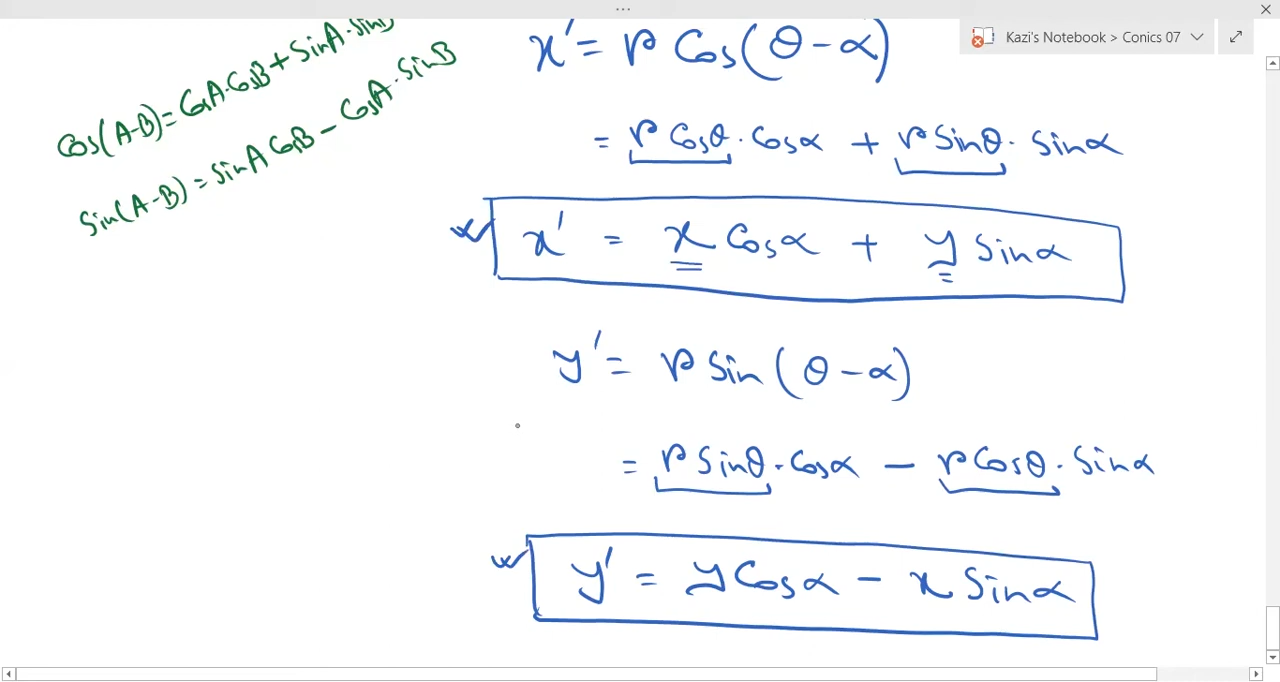 Kazi's Notebook > Conics 07
Cos(A-B)=CosA·CosB+SinA·SinB
Sin(A-B)=SinA CosB - CosA·SinB
x' = r Cos(θ-α)
= r Cosθ·Cosα + r Sinθ·Sinα
x' = x Cosα + y Sinα
y' = r Sin(θ-α)
= r Sinθ·Cosα - r Cosθ·Sinα
y' = y Cosα - x Sinα